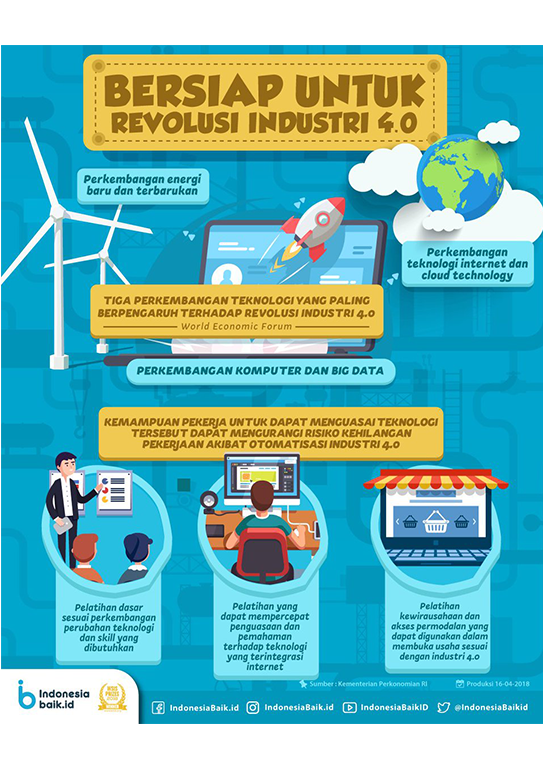 BERSIAP UNTUK
REVOLUSI INDUSTRI 4.0
Perkembangan energi
baru dan terbarukan
Perkembangan
teknologi internet dan
cloud technology
TIGA PERKEMBANGAN TEKNOLOGI YANG PALING
BERPENGARUH TERHADAP REVOLUSI INDUSTRI 4.0
World Economic Forum
PERKEMBANGAN KOMPUTER DAN BIG DATA
KEMAMPUAN PEKERJA UNTUK DAPAT MENGUASAI TEKNOLOGI
TERSEBUT DAPAT MENGURANGI RISIKO KEHILANGAN
PEKERJAAN AKIBAT OTOMATISASI INDUSTRI 4.0
Pelatihan dasar
sesuai perkembangan
perubahan teknologi
dan skill yang
dibutuhkan
Pelatihan yang
dapat mempercepat
penguasaan dan
pemahaman
terhadap teknologi
yang terintegrasi
internet
Pelatihan
kewirausahaan dan
akses permodalan yang
dapat digunakan dalam
membuka usaha sesuai
dengan industri 4.0
Sumber : Kementerian Perkonomian RI
Produksi 16-04-2018
Indonesia
baik.id
IndonesiaBaik.id
IndonesiaBaik.id
IndonesiaBaikID
@IndonesiaBaikid